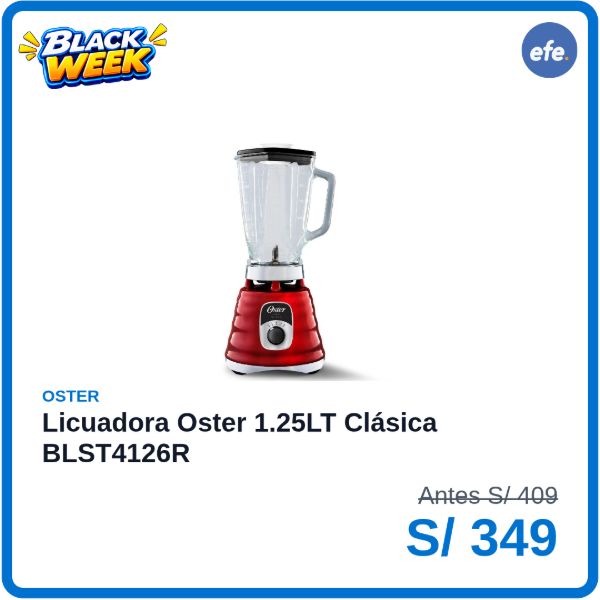 BLACK
WEEK
efe.
Oster
OSTER
Licuadora Oster 1.25LT Clásica
BLST4126R
Antes S/ 409
S/ 349